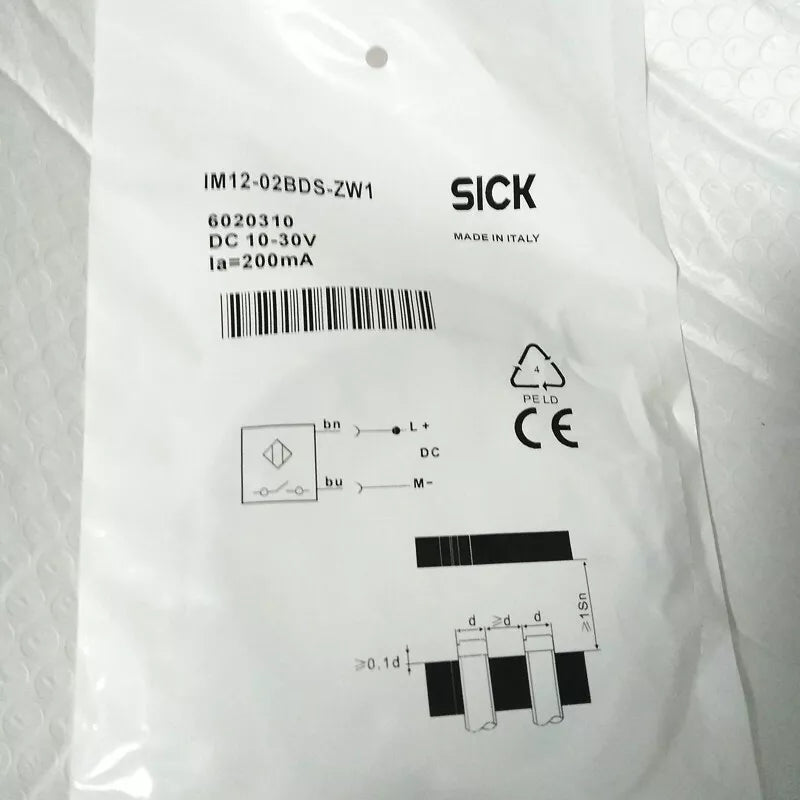 IM12-02BDS-ZW1
SICK
6020310
DC 10-30V
Ia=200mA
MADE IN ITALY
4
PE LD
CE
bn
L +
DC
bu
M-
d
≥d
d
≥1Sn
≥0,1d